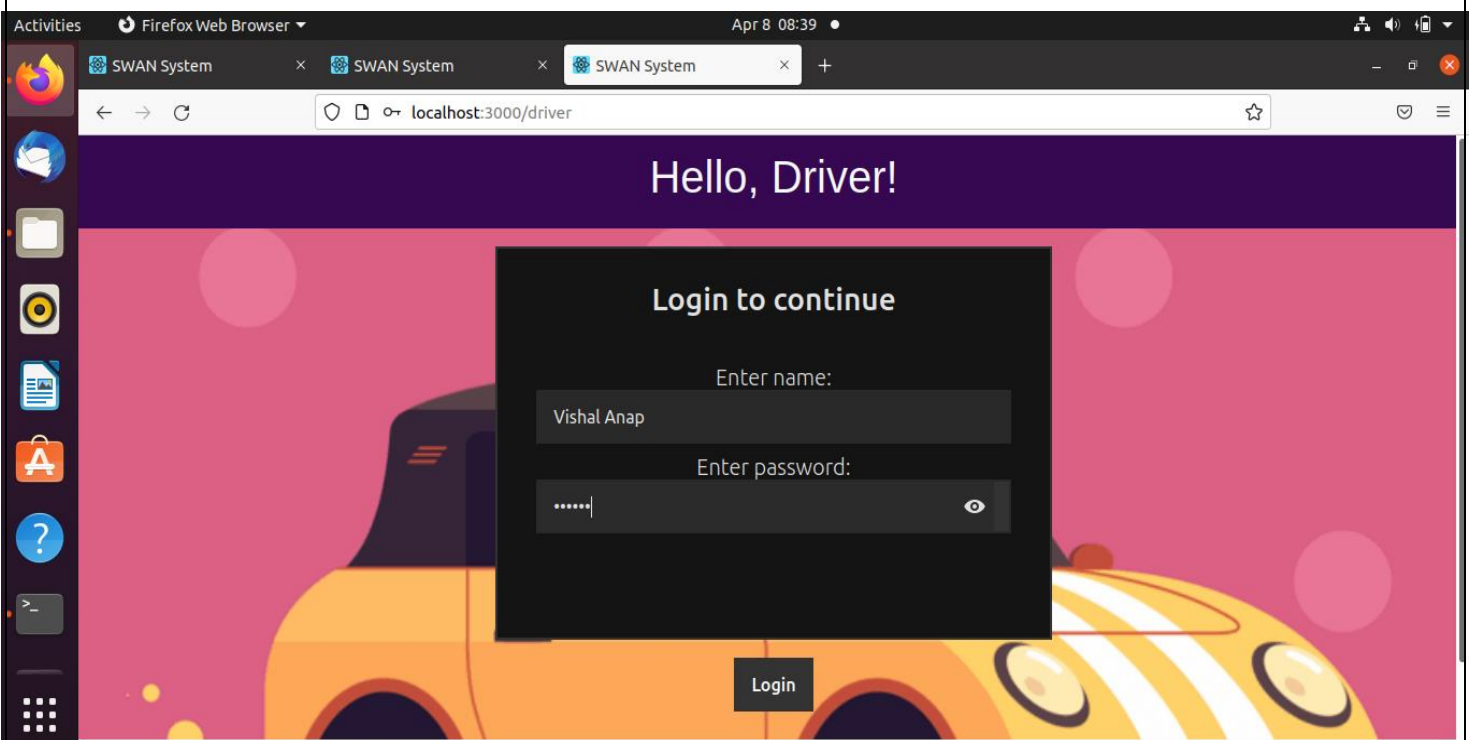 Activities Firefox Web Browser Apr 8 08:39
SWAN System SWAN System SWAN System
localhost:3000/driver
Hello, Driver!
Login to continue
Enter name:
Vishal Anap
Enter password:
••••••
Login